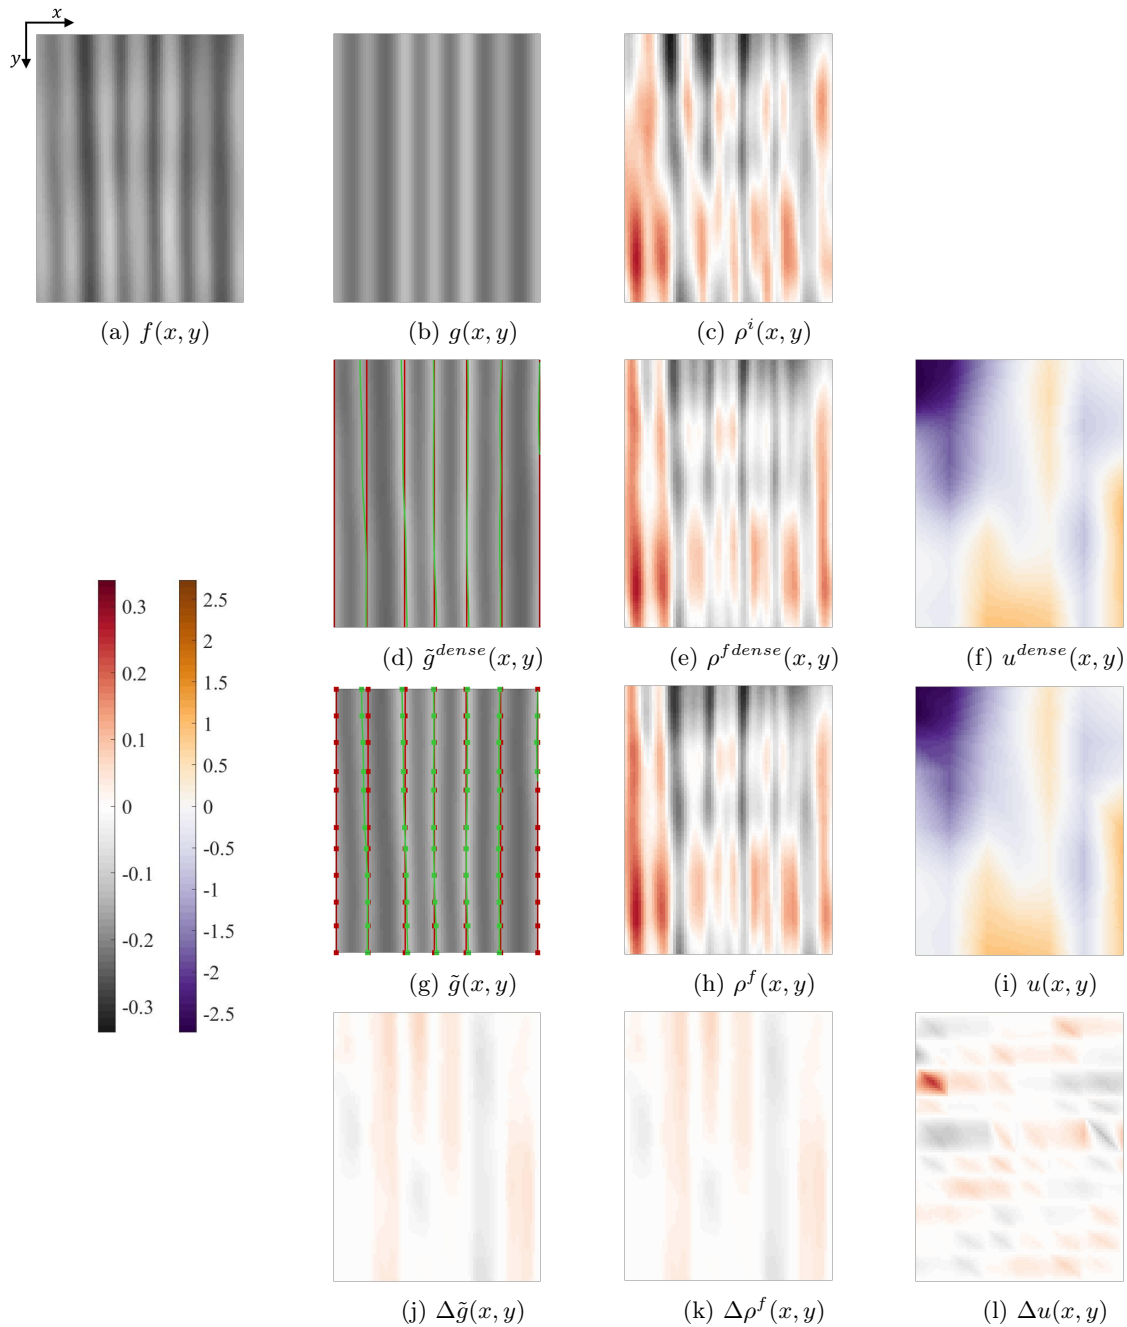 x
y
(a) f(x, y)
(b) g(x, y)
(c) ρ^i(x, y)
(d) g̃^{dense}(x, y)
(e) ρ^{f dense}(x, y)
(f) u^{dense}(x, y)
0.3
0.2
0.1
0
-0.1
-0.2
-0.3
2.5
2
1.5
1
0.5
0
-0.5
-1
-1.5
-2
-2.5
(g) g̃(x, y)
(h) ρ^f(x, y)
(i) u(x, y)
(j) Δg̃(x, y)
(k) Δρ^f(x, y)
(l) Δu(x, y)